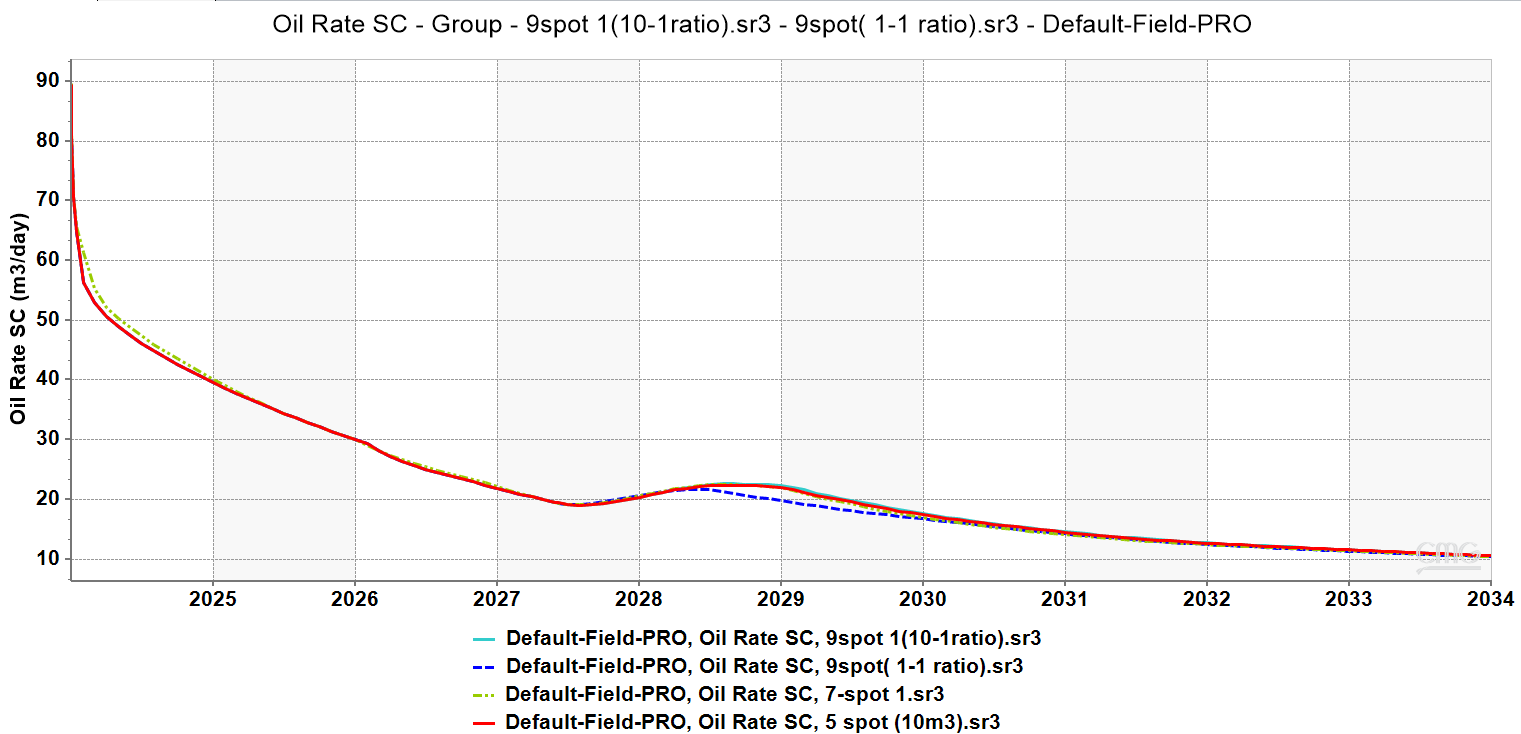 Oil Rate SC - Group - 9spot 1(10-1ratio).sr3 - 9spot( 1-1 ratio).sr3 - Default-Field-PRO
Oil Rate SC (m3/day)
90
80
70
60
50
40
30
20
10
2025 2026 2027 2028 2029 2030 2031 2032 2033 2034
CMG
Default-Field-PRO, Oil Rate SC, 9spot 1(10-1ratio).sr3
Default-Field-PRO, Oil Rate SC, 9spot( 1-1 ratio).sr3
Default-Field-PRO, Oil Rate SC, 7-spot 1.sr3
Default-Field-PRO, Oil Rate SC, 5 spot (10m3).sr3